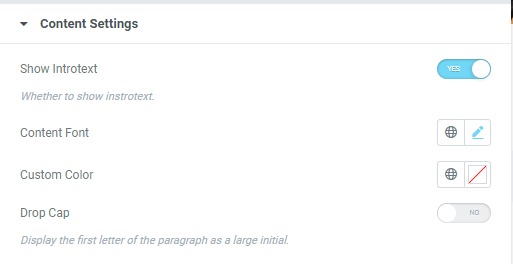 Content Settings
Show Introtext
YES
Whether to show instrotext.
Content Font
Custom Color
Drop Cap
NO
Display the first letter of the paragraph as a large initial.